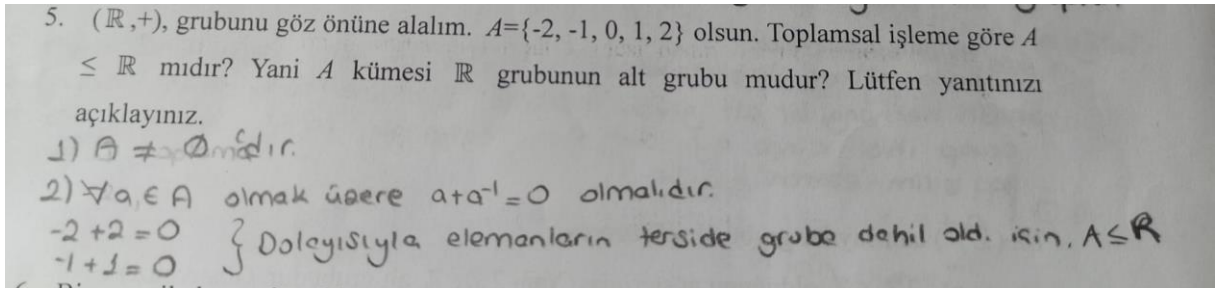 5. (ℝ,+), grubunu göz önüne alalım. A={-2, -1, 0, 1, 2} olsun. Toplamsal işleme göre A
≤ ℝ mıdır? Yani A kümesi ℝ grubunun alt grubu mudur? Lütfen yanıtınızı
açıklayınız.
1) A ≠ ∅ dır.
2) ∀a ∈ A olmak üzere a+a⁻¹=0 olmalıdır.
-2+2=0 } Dolayısıyla elemanların terside gruba dahil old. için, A≤ℝ
-1+1=0